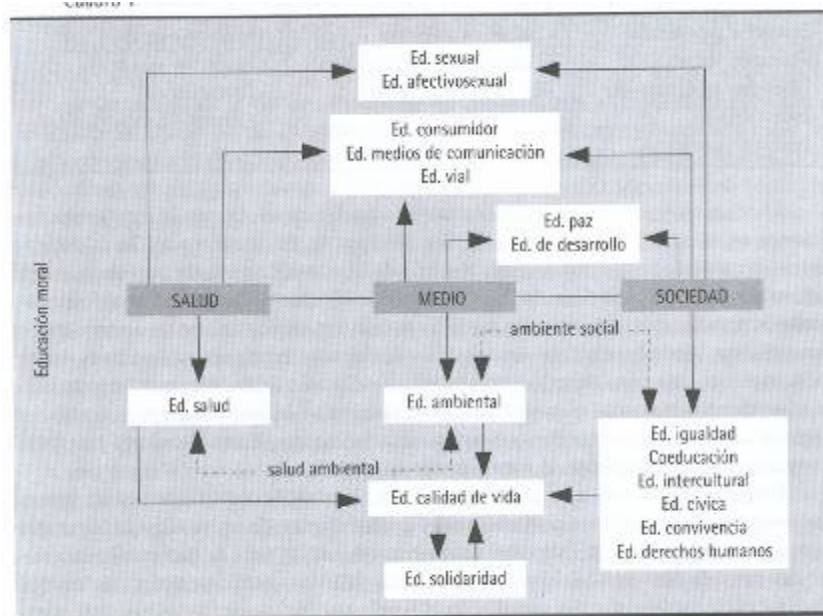 Cuadro 1
Ed. sexual
Ed. afectivosexual
Ed. consumidor
Ed. medios de comunicación
Ed. vial
Ed. paz
Ed. de desarrollo
Educación moral
SALUD
MEDIO
SOCIEDAD
ambiente social
Ed. salud
Ed. ambiental
Ed. igualdad
Coeducación
Ed. intercultural
Ed. cívica
Ed. convivencia
Ed. derechos humanos
salud ambiental
Ed. calidad de vida
Ed. solidaridad